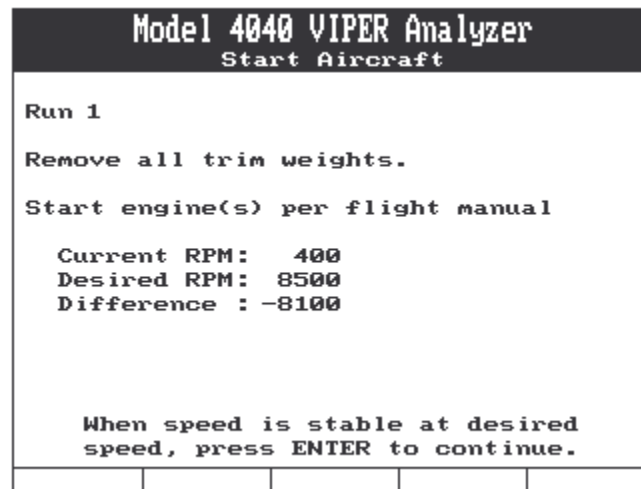 Model 4040 VIPER Analyzer
Start Aircraft
Run 1
Remove all trim weights.
Start engine(s) per flight manual
Current RPM: 400
Desired RPM: 8500
Difference : -8100
When speed is stable at desired
speed, press ENTER to continue.